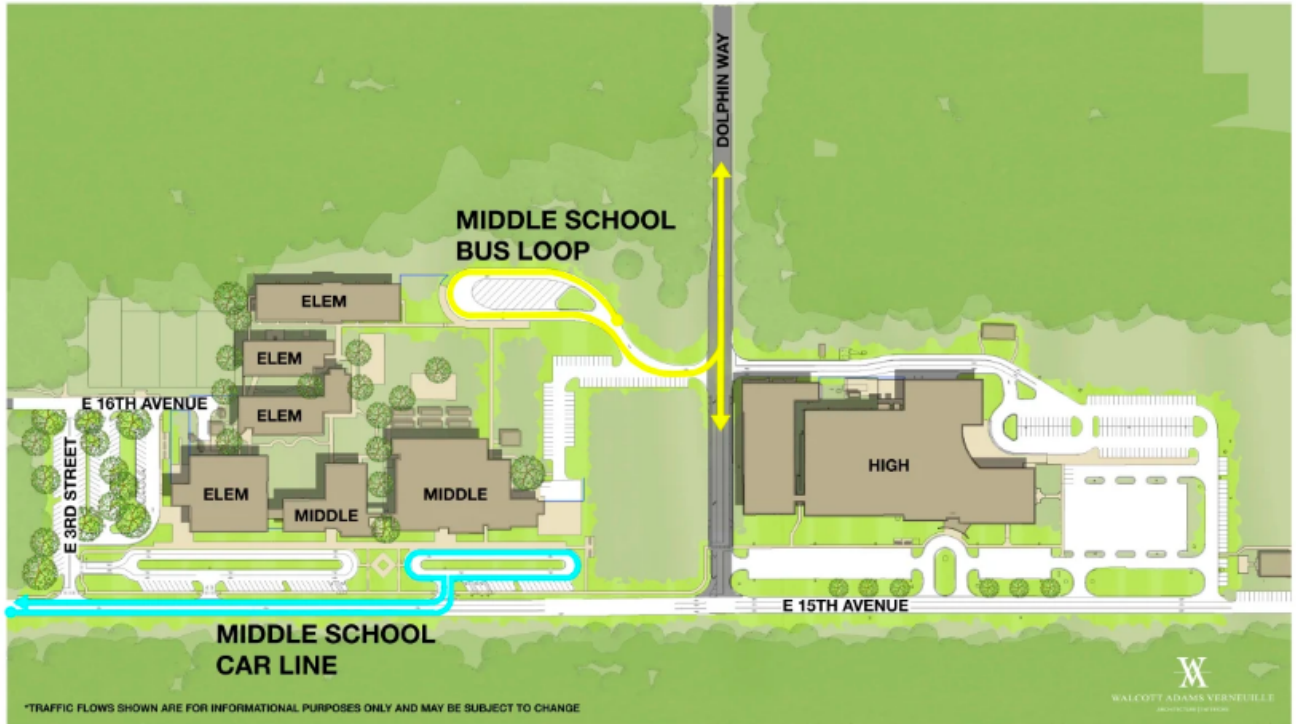 DOLPHIN WAY
MIDDLE SCHOOL
BUS LOOP
ELEM
ELEM
E 16TH AVENUE
ELEM
E 3RD STREET
ELEM
MIDDLE
MIDDLE
HIGH
E 15TH AVENUE
MIDDLE SCHOOL
CAR LINE
*TRAFFIC FLOWS SHOWN ARE FOR INFORMATIONAL PURPOSES ONLY AND MAY BE SUBJECT TO CHANGE
WALCOTT ADAMS VERNEUILLE